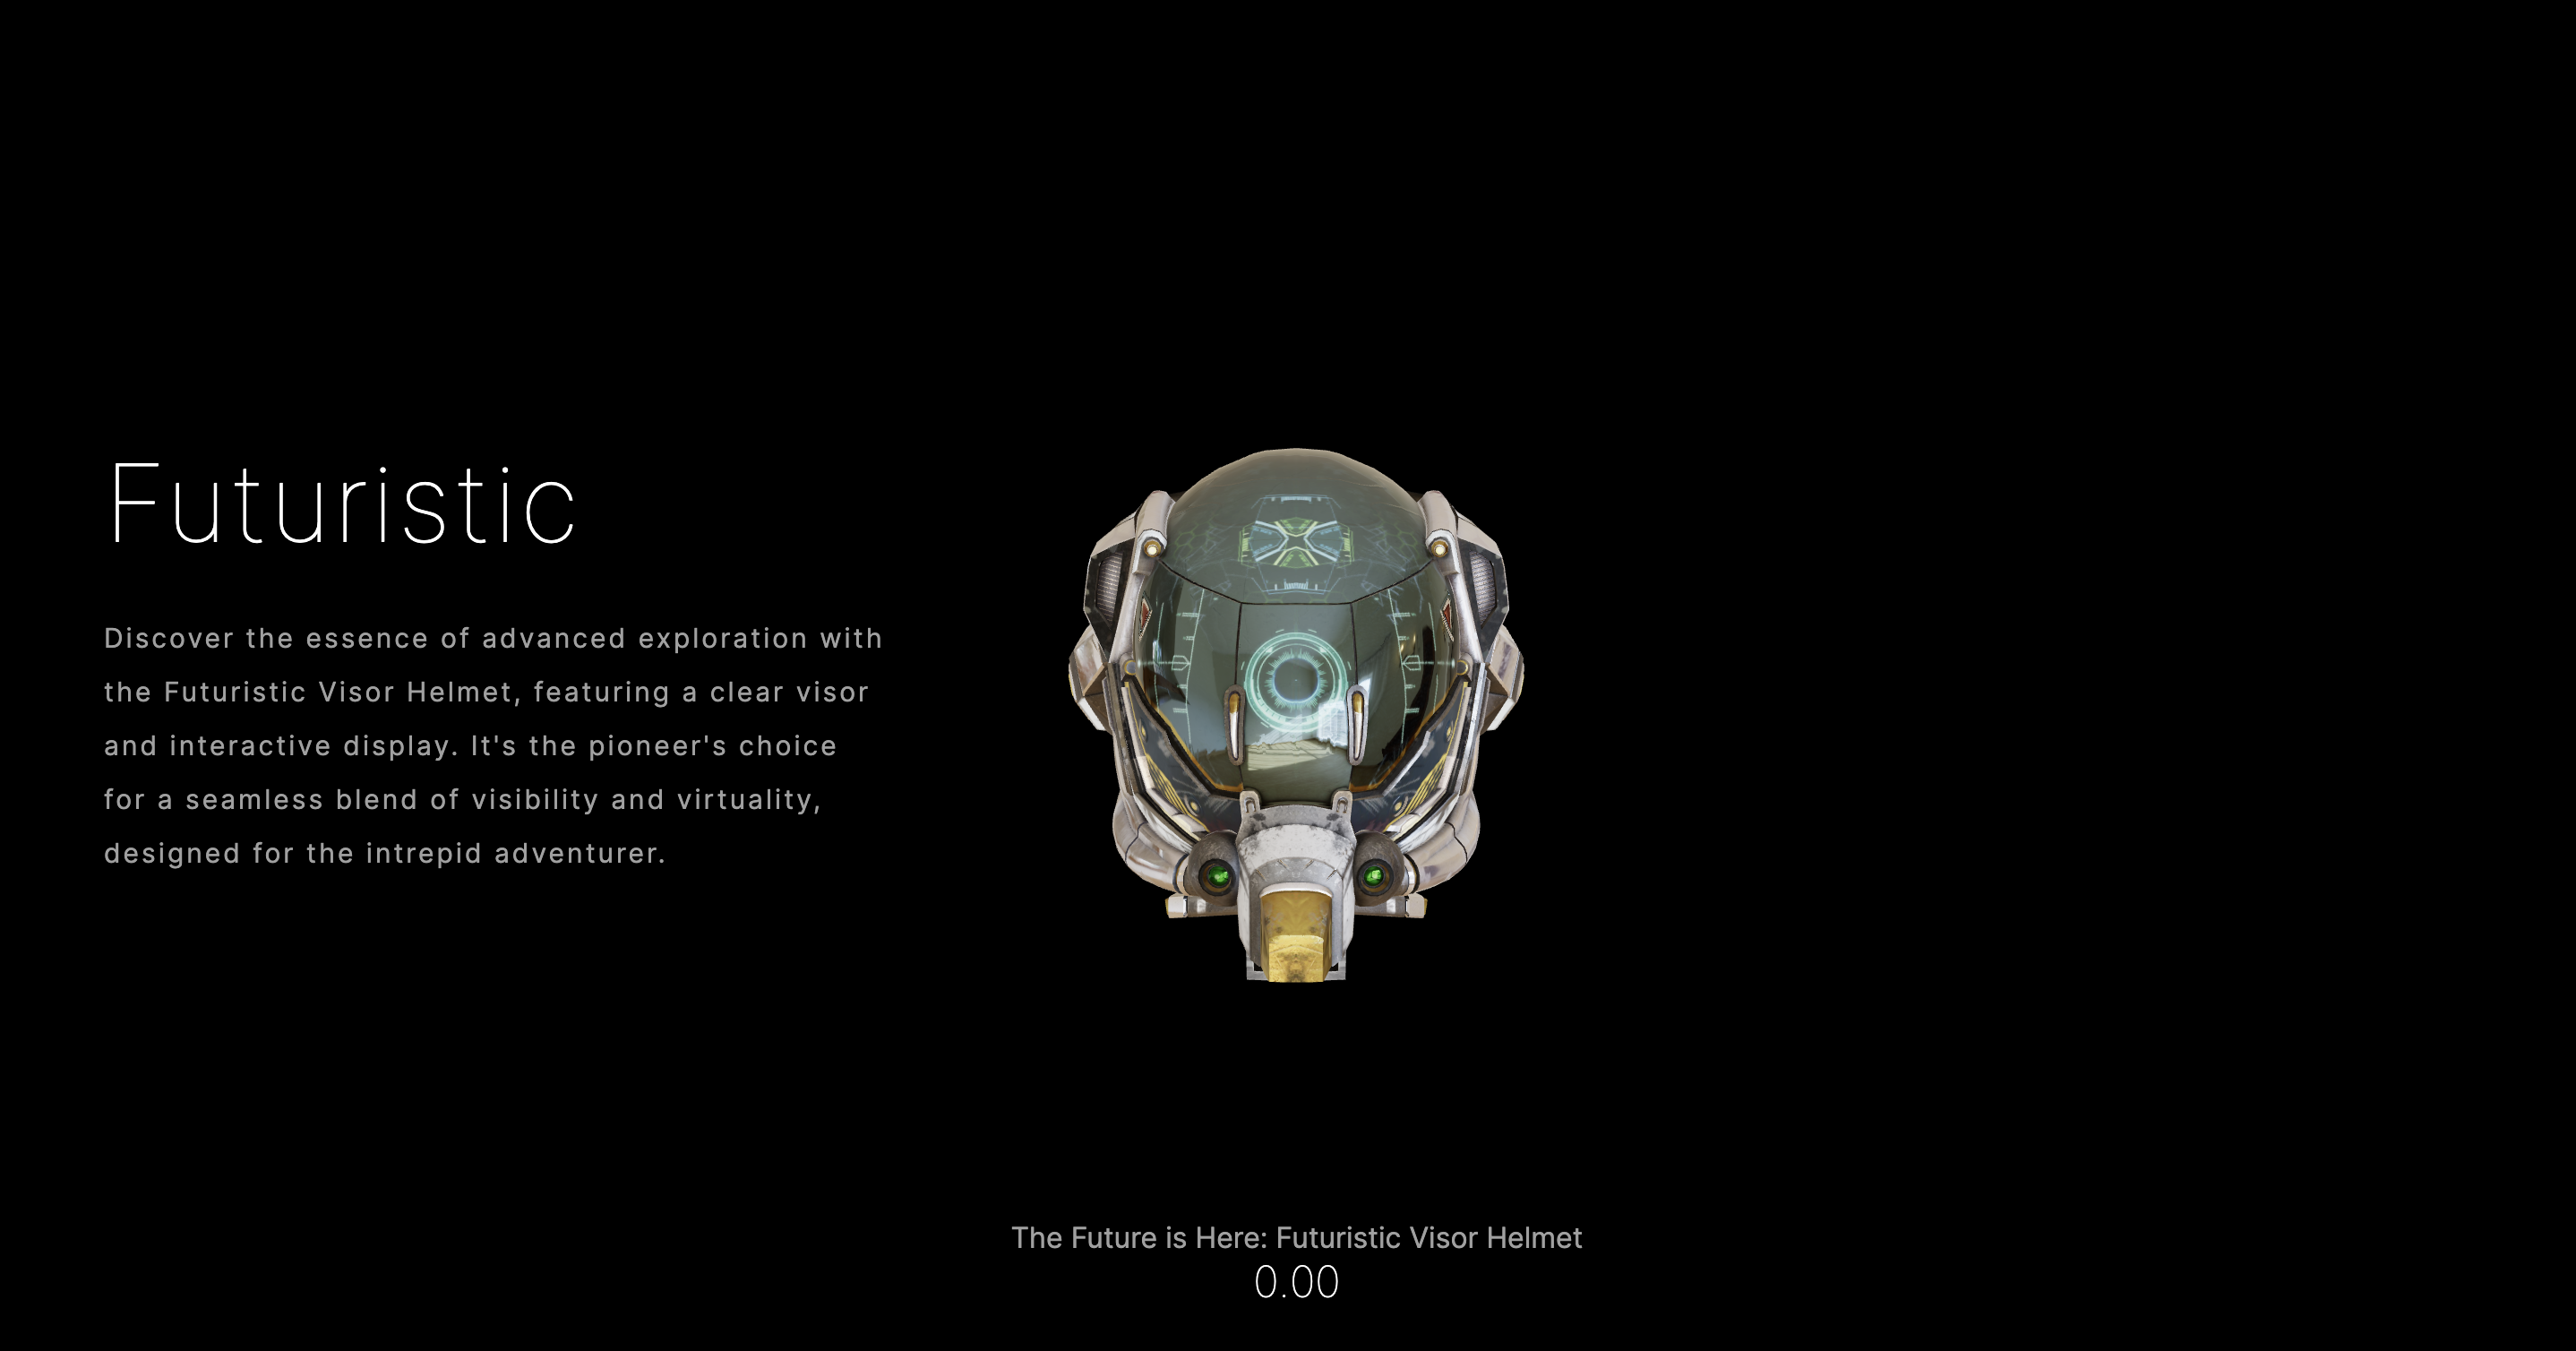 Futuristic
Discover the essence of advanced exploration with
the Futuristic Visor Helmet, featuring a clear visor
and interactive display. It's the pioneer's choice
for a seamless blend of visibility and virtuality,
designed for the intrepid adventurer.
The Future is Here: Futuristic Visor Helmet
0.00